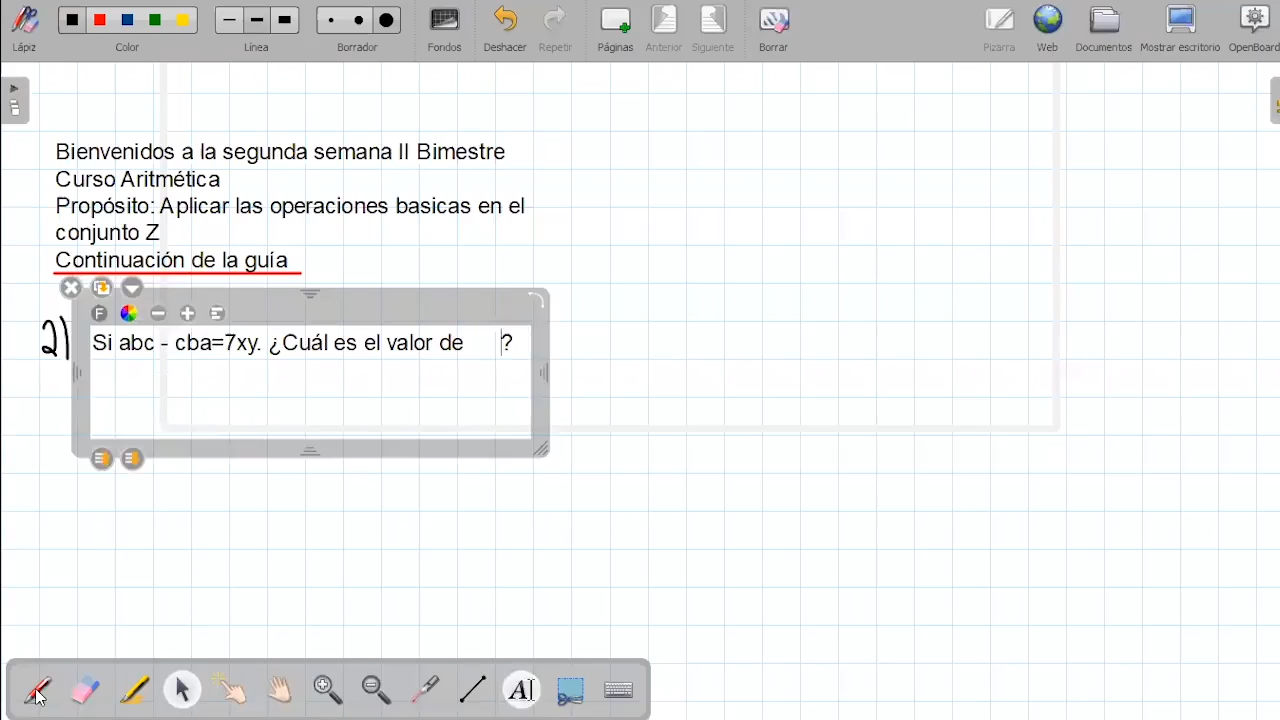 Lápiz Color Línea Borrador Fondos Deshacer Repetir Páginas Anterior Siguiente Borrar Pizarra Web Documentos Mostrar escritorio OpenBoard
Bienvenidos a la segunda semana II Bimestre
Curso Aritmética
Propósito: Aplicar las operaciones basicas en el
conjunto Z
Continuación de la guía
F
2) Si abc - cba=7xy. ¿Cuál es el valor de ?
A